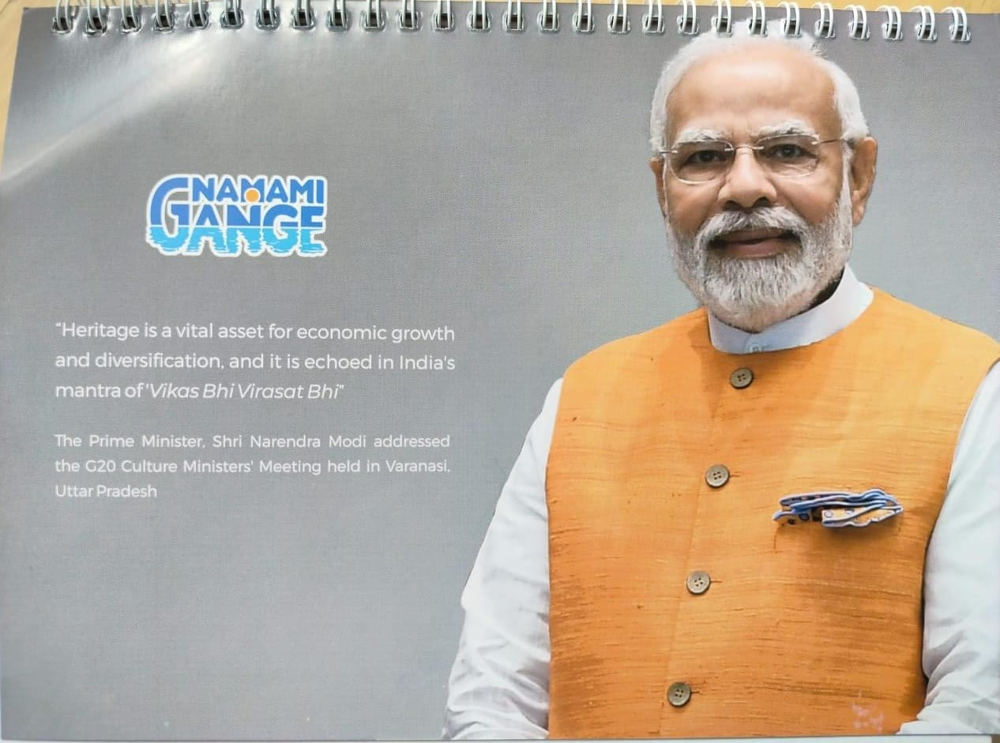 NAMAMI
GANGE
“Heritage is a vital asset for economic growth
and diversification, and it is echoed in India's
mantra of 'Vikas Bhi Virasat Bhi”
The Prime Minister, Shri Narendra Modi addressed
the G20 Culture Ministers' Meeting held in Varanasi,
Uttar Pradesh